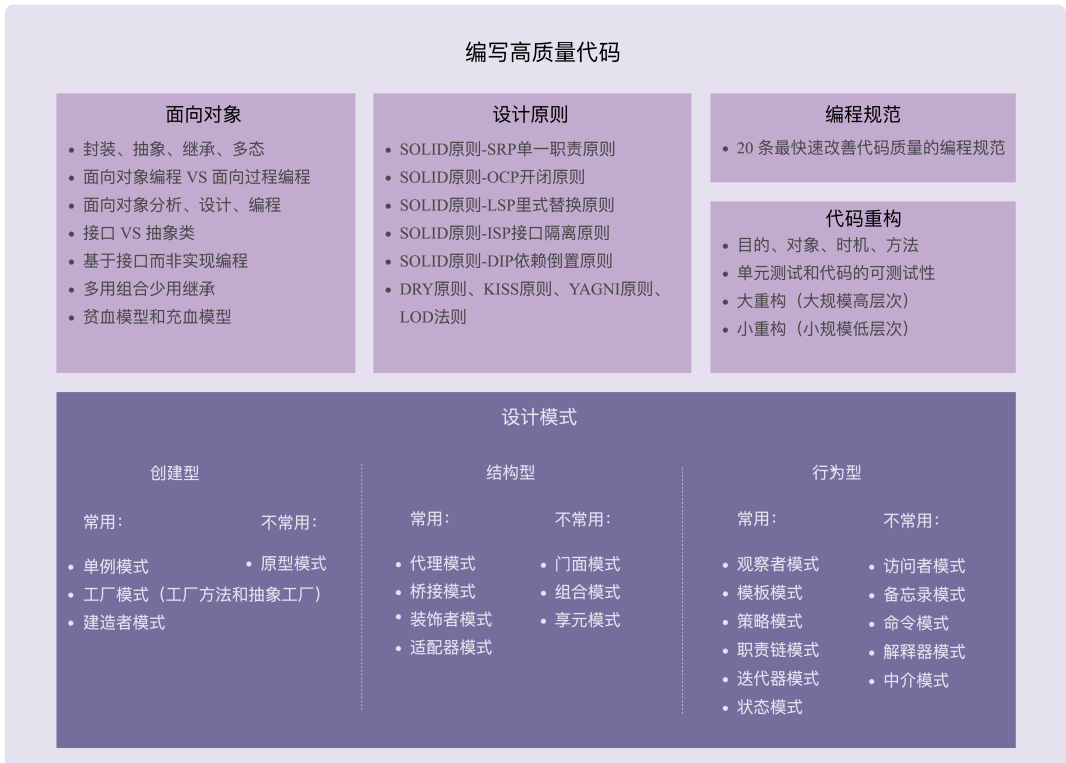 编写高质量代码
面向对象
封装、抽象、继承、多态
面向对象编程 VS 面向过程编程
面向对象分析、设计、编程
接口 VS 抽象类
基于接口而非实现编程
多用组合少用继承
贫血模型和充血模型
设计原则
SOLID原则-SRP单一职责原则
SOLID原则-OCP开闭原则
SOLID原则-LSP里式替换原则
SOLID原则-ISP接口隔离原则
SOLID原则-DIP依赖倒置原则
DRY原则、KISS原则、YAGNI原则、
LOD法则
编程规范
20 条最快速改善代码质量的编程规范
代码重构
目的、对象、时机、方法
单元测试和代码的可测试性
大重构（大规模高层次）
小重构（小规模低层次）
设计模式
创建型
常用：
单例模式
工厂模式（工厂方法和抽象工厂）
建造者模式
不常用：
原型模式
结构型
常用：
代理模式
桥接模式
装饰者模式
适配器模式
不常用：
门面模式
组合模式
享元模式
行为型
常用：
观察者模式
模板模式
策略模式
职责链模式
迭代器模式
状态模式
不常用：
访问者模式
备忘录模式
命令模式
解释器模式
中介模式